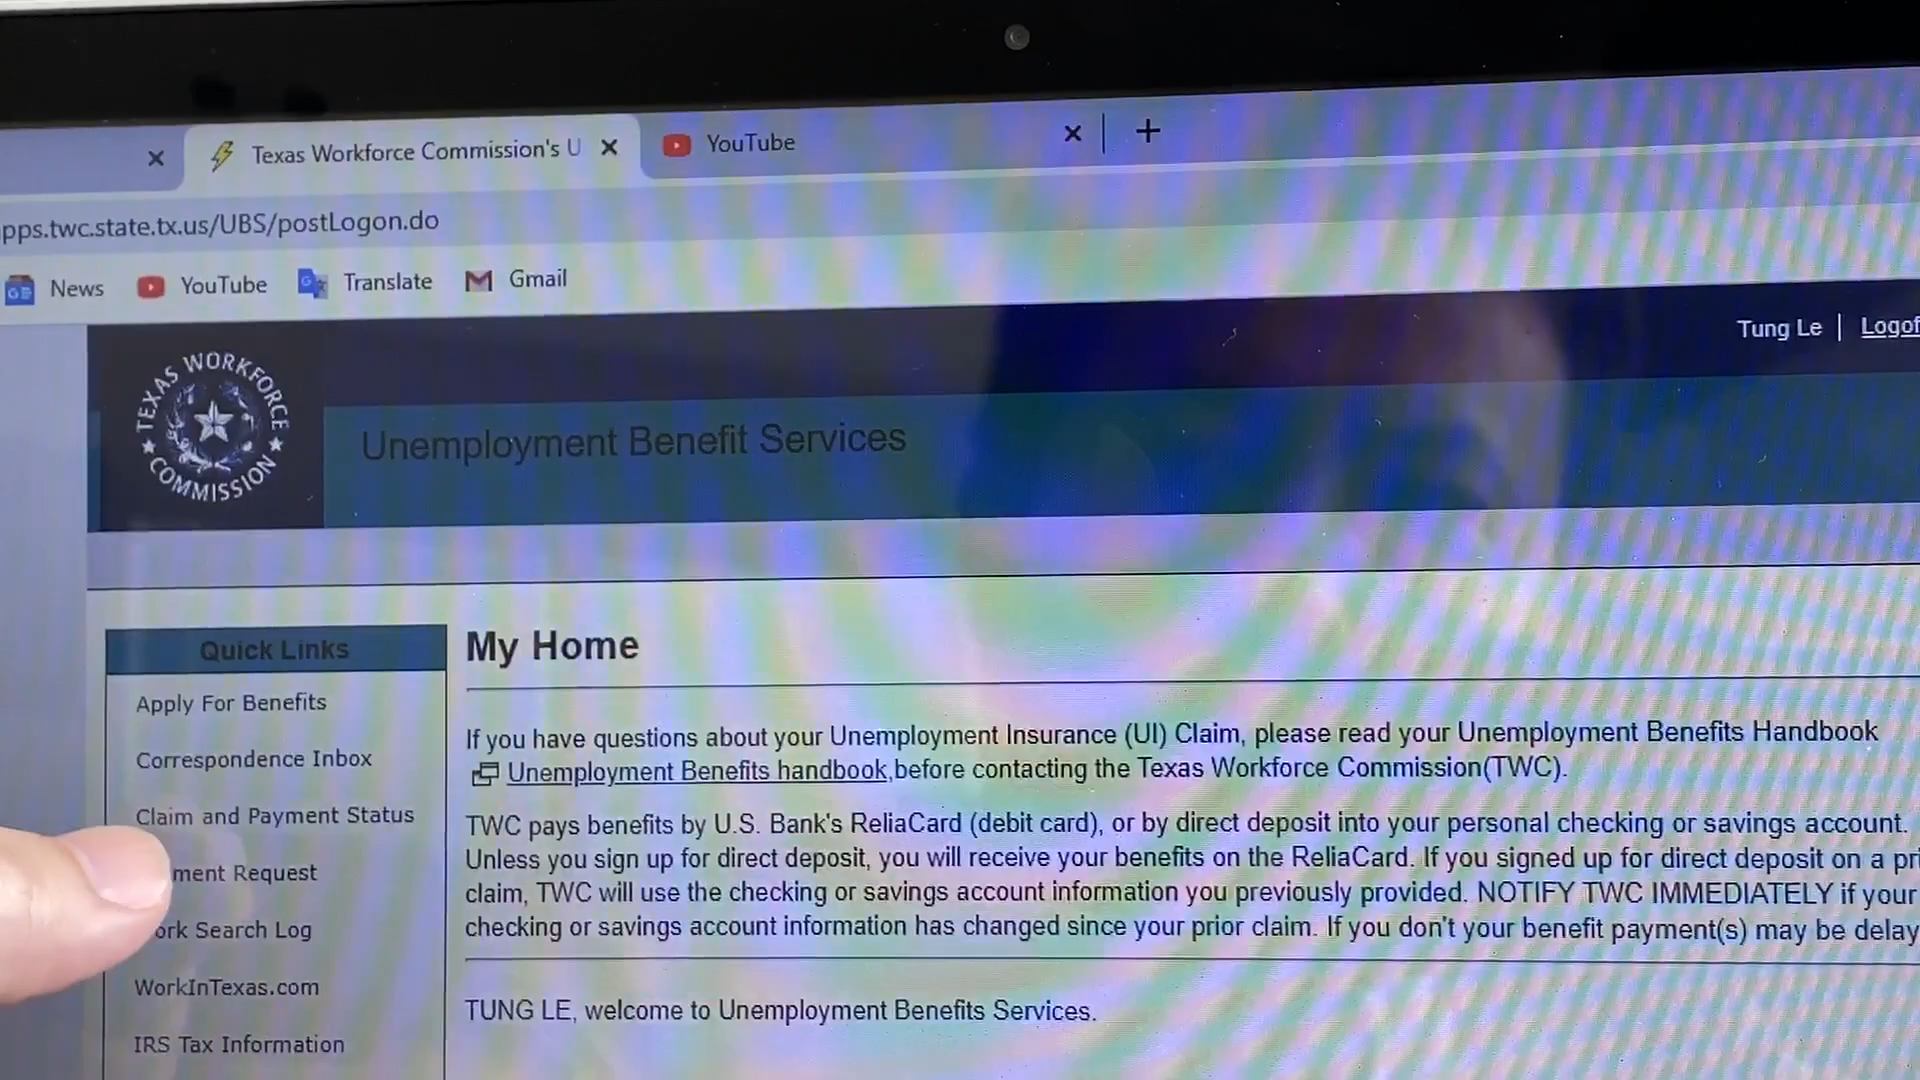 Texas Workforce Commission's U
YouTube
pps.twc.state.tx.us/UBS/postLogon.do
News YouTube Translate Gmail
Tung Le | Logof
TEXAS WORKFORCE COMMISSION
Unemployment Benefit Services
Quick Links
Apply For Benefits
Correspondence Inbox
Claim and Payment Status
ment Request
ork Search Log
WorkInTexas.com
IRS Tax Information
My Home
If you have questions about your Unemployment Insurance (UI) Claim, please read your Unemployment Benefits Handbook
Unemployment Benefits handbook,before contacting the Texas Workforce Commission(TWC).
TWC pays benefits by U.S. Bank's ReliaCard (debit card), or by direct deposit into your personal checking or savings account.
Unless you sign up for direct deposit, you will receive your benefits on the ReliaCard. If you signed up for direct deposit on a pri
claim, TWC will use the checking or savings account information you previously provided. NOTIFY TWC IMMEDIATELY if your
checking or savings account information has changed since your prior claim. If you don't your benefit payment(s) may be delay
TUNG LE, welcome to Unemployment Benefits Services.